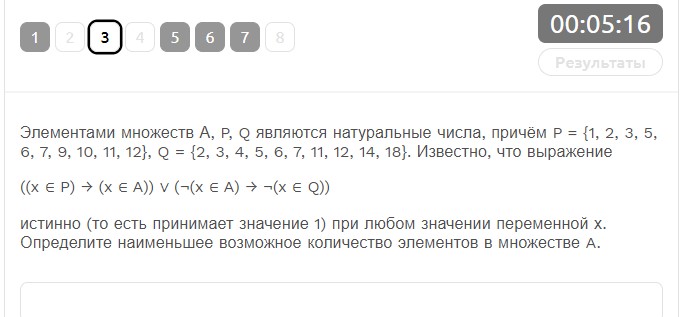 1 2 3 4 5 6 7 8
00:05:16
Результаты
Элементами множеств А, P, Q являются натуральные числа, причём P = {1, 2, 3, 5,
6, 7, 9, 10, 11, 12}, Q = {2, 3, 4, 5, 6, 7, 11, 12, 14, 18}. Известно, что выражение
((x ∈ P) → (x ∈ A)) ∨ (¬(x ∈ A) → ¬(x ∈ Q))
истинно (то есть принимает значение 1) при любом значении переменной х.
Определите наименьшее возможное количество элементов в множестве A.